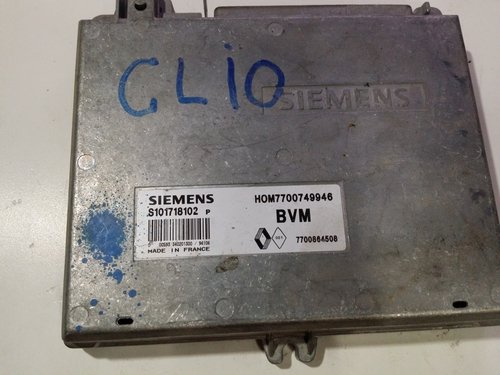 CLIO
SIEMENS
SIEMENS HOM7700749946
S101718102 P BVM
7700864508
MADE IN FRANCE